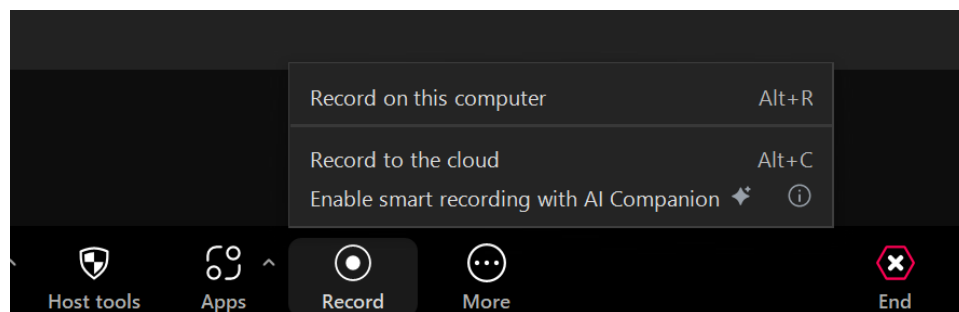 Record on this computer Alt+R
Record to the cloud Alt+C
Enable smart recording with AI Companion
Host tools Apps Record More End